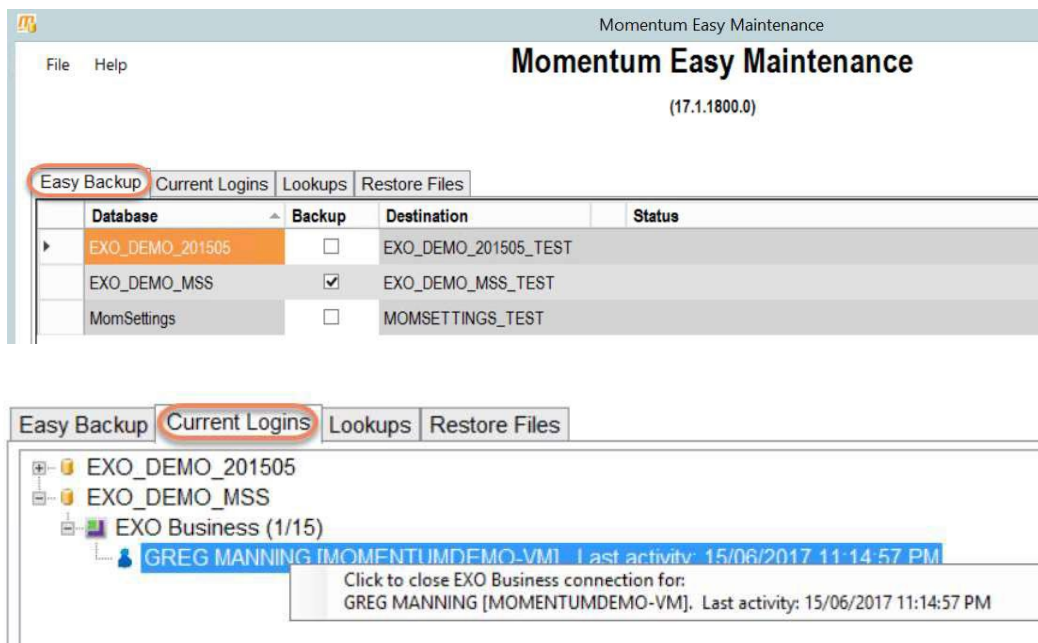 Momentum Easy Maintenance
File Help Momentum Easy Maintenance
(17.1.1800.0)
Easy Backup Current Logins Lookups Restore Files
Database Backup Destination Status
EXO_DEMO_201505 EXO_DEMO_201505_TEST
EXO_DEMO_MSS EXO_DEMO_MSS_TEST
MomSettings MOMSETTINGS_TEST
Easy Backup Current Logins Lookups Restore Files
EXO_DEMO_201505
EXO_DEMO_MSS
EXO Business (1/15)
GREG MANNING [MOMENTUMDEMO-VM]. Last activity: 15/06/2017 11:14:57 PM
Click to close EXO Business connection for:
GREG MANNING [MOMENTUMDEMO-VM]. Last activity: 15/06/2017 11:14:57 PM